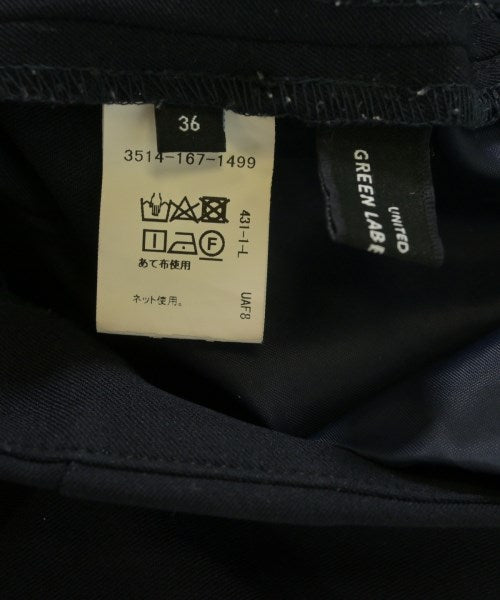 36
3514-167-1499
431-1-L
F
あて布使用
ネット使用。
UAF8
UNITED
GREEN LAB